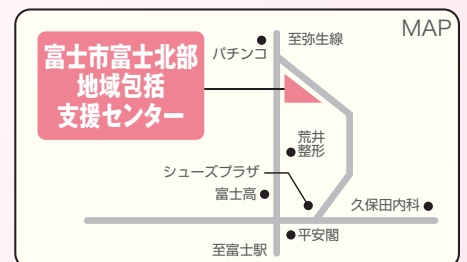 MAP
至弥生線
パチンコ
富士市富士北部
地域包括
支援センター
荒井
整形
シューズプラザ
富士高
久保田内科
平安閣
至富士駅